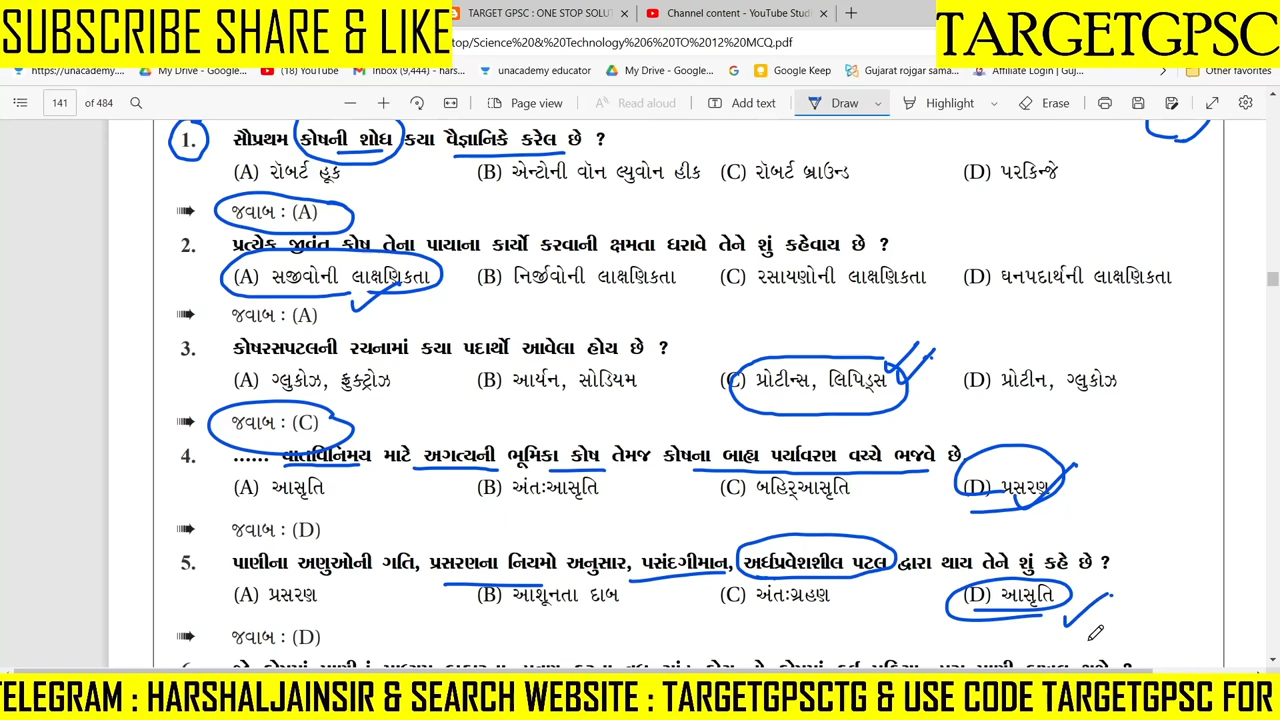 SUBSCRIBE SHARE & LIKE
TARGET GPSC : ONE STOP SOLU
Channel content - YouTube Stud
TARGETGPSC
top/Science%20&%20Technology%206%20TO%2012%20MCQ.pdf
https://unacademy... My Drive - Google... (18) YouTube Inbox (9,444) - hars... unacademy educator My Drive - Google... Google Keep Gujarat rojgar sama... Affiliate Login | Guj... Other favorites
141 of 484 Page view Read aloud Add text Draw Highlight Erase
1. સૌપ્રથમ કોષની શોધ કયા વૈજ્ઞાનિકે કરેલ છે ?
(A) રૉબર્ટ હૂક (B) એન્ટોની વૉન લ્યુવોન હીક (C) રૉબર્ટ બ્રાઉન્ડ (D) પરકિન્જે
જવાબ : (A)
2. પ્રત્યેક જીવંત કોષ તેના પાયાના કાર્યો કરવાની ક્ષમતા ધરાવે તેને શું કહેવાય છે ?
(A) સજીવોની લાક્ષણિકતા (B) નિર્જીવોની લાક્ષણિકતા (C) રસાયણોની લાક્ષણિકતા (D) ઘનપદાર્થની લાક્ષણિકતા
જવાબ : (A)
3. કોષરસપટલની રચનામાં કયા પદાર્થો આવેલા હોય છે ?
(A) ગ્લુકોઝ, ફ્રુક્ટ્રોઝ (B) આર્યન, સોડિયમ (C) પ્રોટીન્સ, લિપિડ્સ (D) પ્રોટીન, ગ્લુકોઝ
જવાબ : (C)
4. ...... વાતવિનિમય માટે અગત્યની ભૂમિકા કોષ તેમજ કોષના બાહ્ય પર્યાવરણ વચ્ચે ભજવે છે.
(A) આસૃતિ (B) અંતઃઆસૃતિ (C) બહિર્આસૃતિ (D) પ્રસરણ
જવાબ : (D)
5. પાણીના અણુઓની ગતિ, પ્રસરણના નિયમો અનુસાર, પસંદગીમાન, અર્ધપ્રવેશશીલ પટલ દ્વારા થાય તેને શું કહે છે ?
(A) પ્રસરણ (B) આશૂનતા દાબ (C) અંતઃગ્રહણ (D) આસૃતિ
જવાબ : (D)
TELEGRAM : HARSHALJAINSIR & SEARCH WEBSITE : TARGETGPSCTG & USE CODE TARGETGPSC FOR